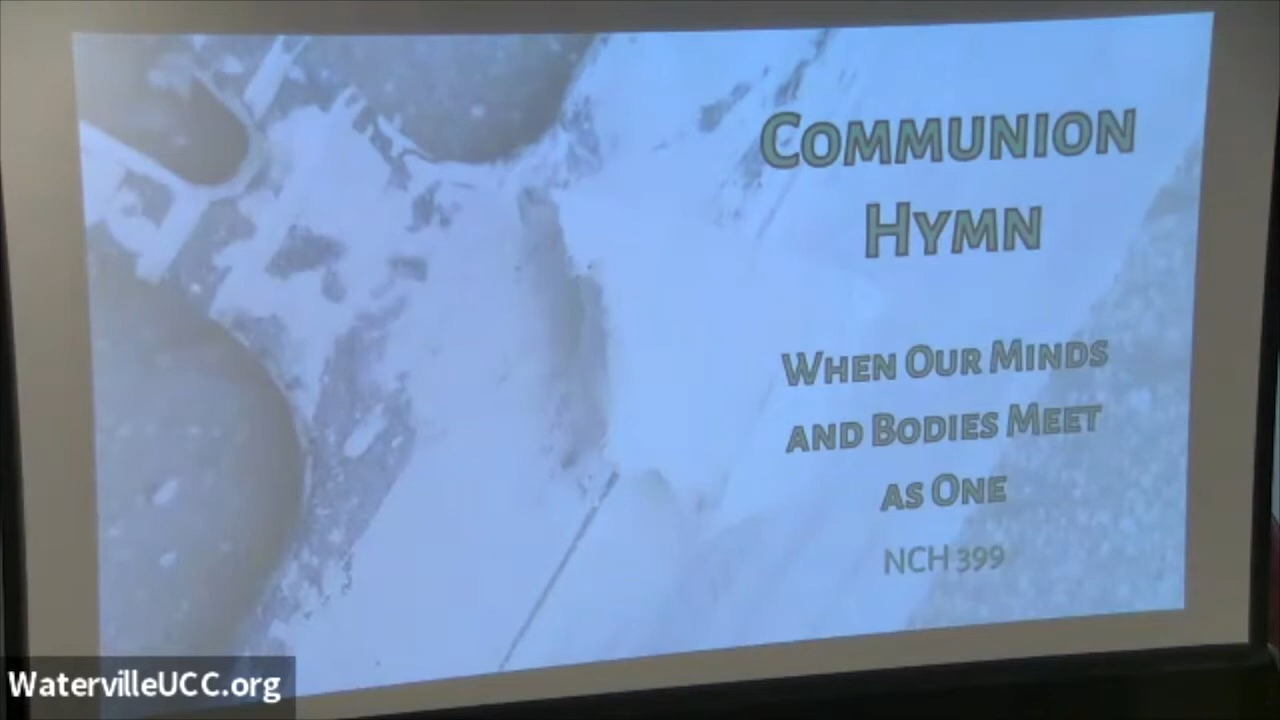 Communion
Hymn
When Our Minds
and Bodies Meet
as One
NCH 399
WatervilleUCC.org